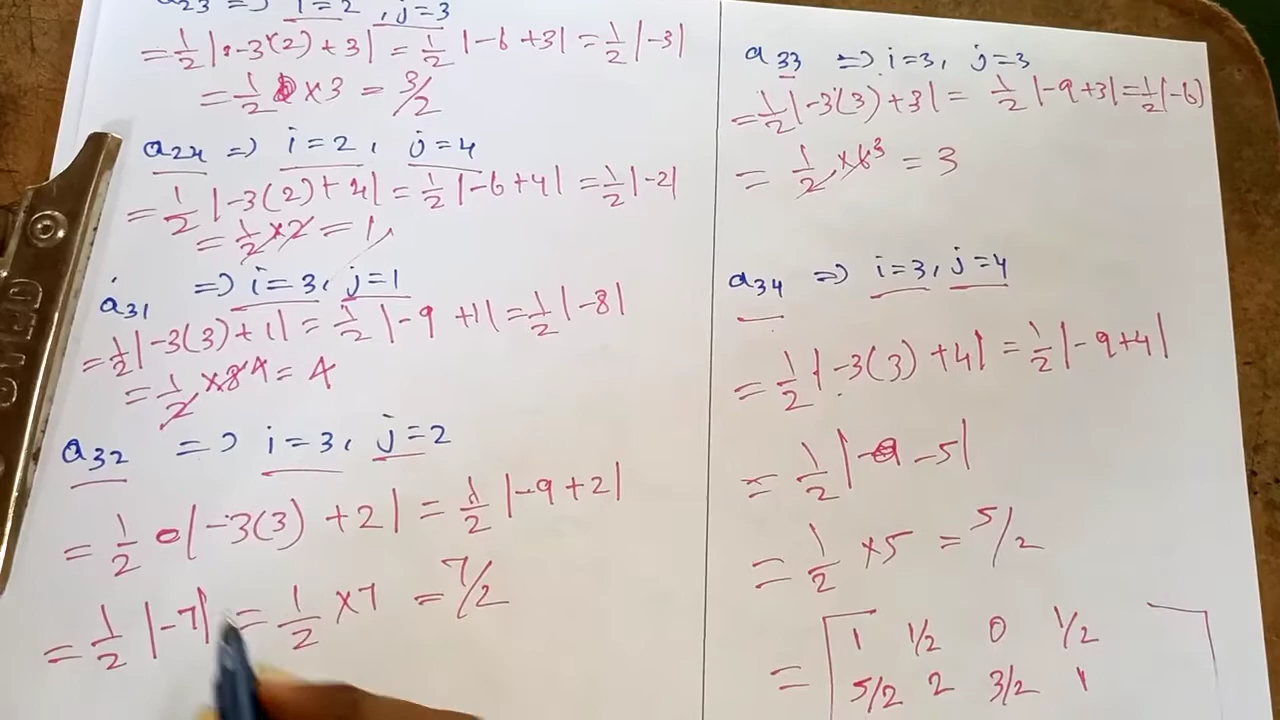 a23 => i=2, j=3
= 1/2 |-3(2)+3| = 1/2 |-6+3| = 1/2 |-3|
= 1/2 ×3 = 3/2
a24 => i=2, j=4
= 1/2 |-3(2)+4| = 1/2 |-6+4| = 1/2 |-2|
= 1/2 ×2 = 1
a31 => i=3, j=1
= 1/2 |-3(3)+1| = 1/2 |-9 +1| = 1/2 |-8|
= 1/2 ×8 4 = 4
a32 => i=3, j=2
= 1/2 |-3(3) +2| = 1/2 |-9+2|
= 1/2 |-7| = 1/2 ×7 = 7/2
a33 => i=3, j=3
= 1/2 |-3(3)+3| = 1/2 |-9+3| = 1/2 |-6|
= 1/2 ×6 3 = 3
a34 => i=3, j=4
= 1/2 |-3(3) +4| = 1/2 |-9+4|
= 1/2 |-5|
= 1/2 ×5 = 5/2
= [ 1 1/2 0 1/2
5/2 2 3/2 1